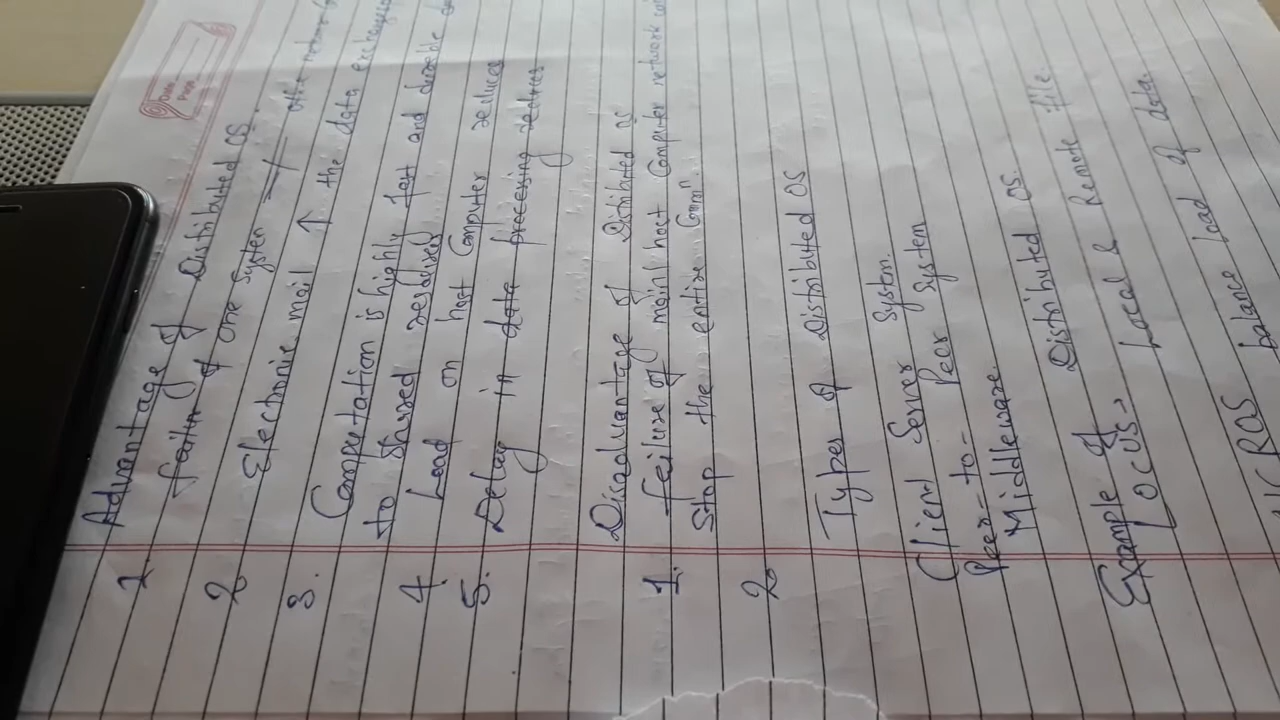 Date
Page
Advantage of Distributed OS.
1. failur of one system
2 Electronic mail ↑ the data exchange
3. Computation is highly fast and durable
to Shared resources
4. Load on host Computer reduces
5. Delay in data processing reduces
Disadvantage of Distributed OS
1. failure of main host Computer network
Stop the entire Commn.
2.
Types of Distributed OS
Client Server System.
Peer-to-Peer System
Middleware
Example of Distributed OS.
LOCUS → Local & Remote file.
balance load of data